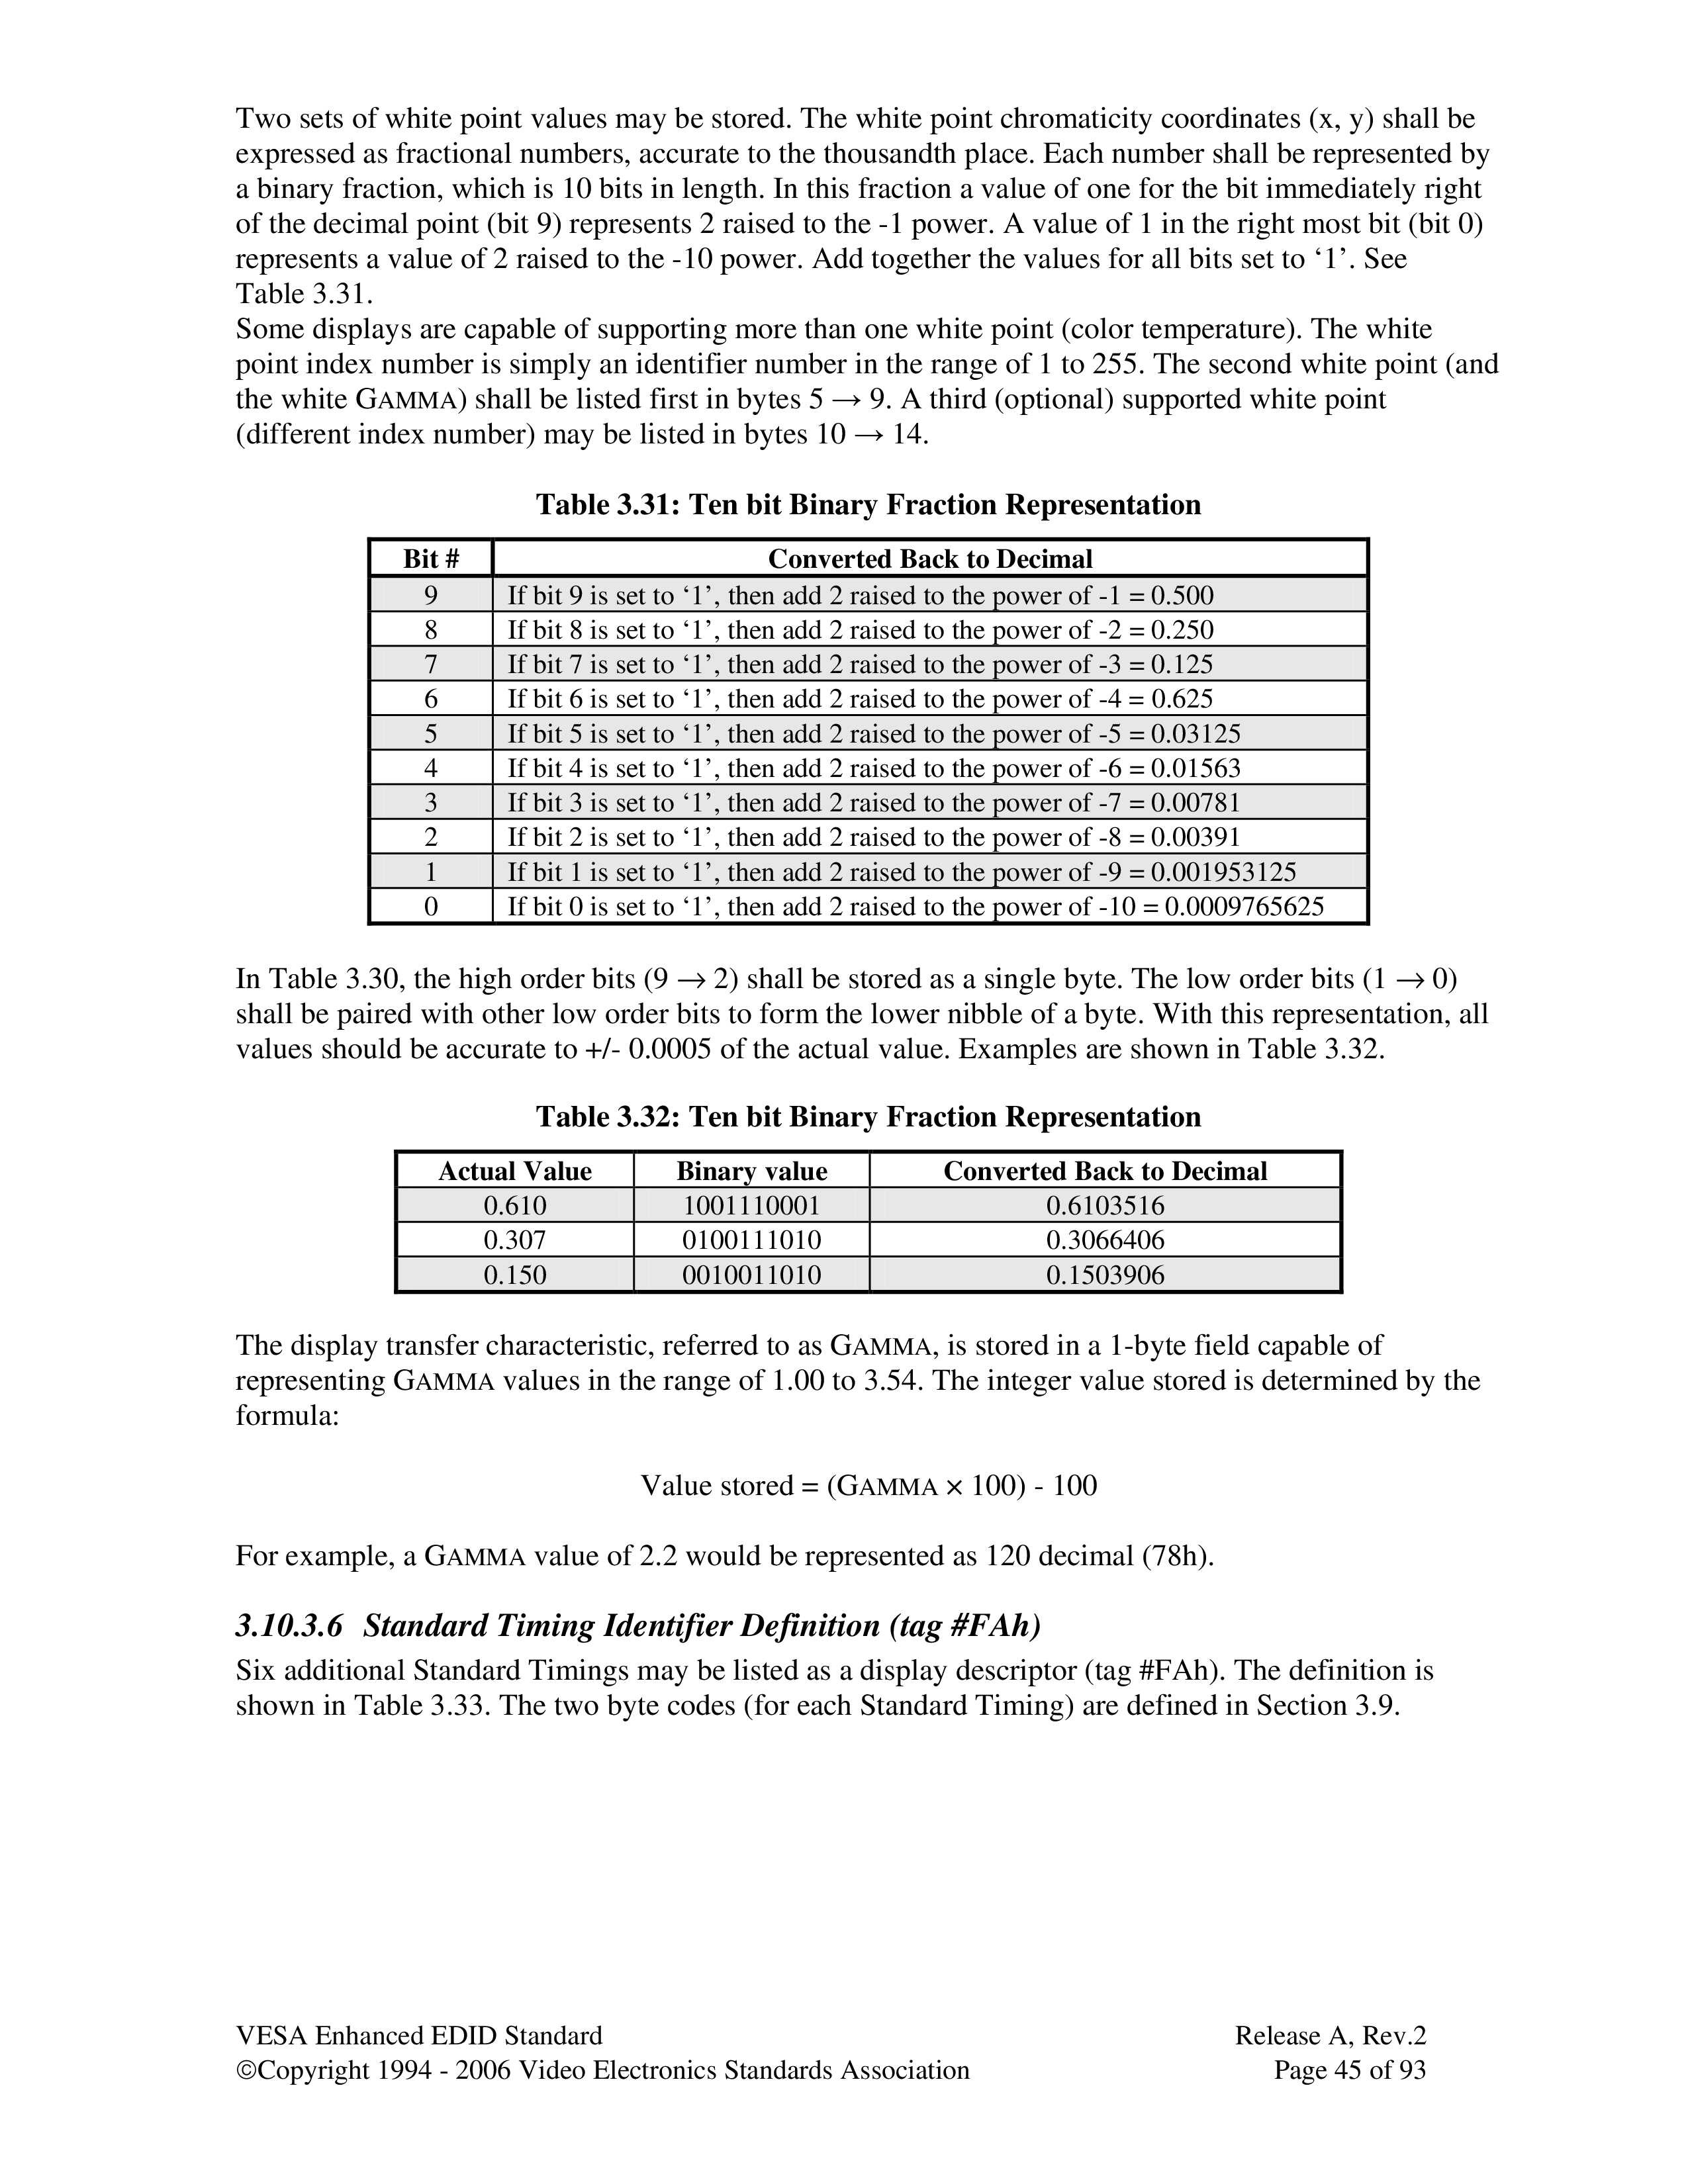 Two sets of white point values may be stored. The white point chromaticity coordinates (x, y) shall be
expressed as fractional numbers, accurate to the thousandth place. Each number shall be represented by
a binary fraction, which is 10 bits in length. In this fraction a value of one for the bit immediately right
of the decimal point (bit 9) represents 2 raised to the -1 power. A value of 1 in the right most bit (bit 0)
represents a value of 2 raised to the -10 power. Add together the values for all bits set to ‘1’. See
Table 3.31.
Some displays are capable of supporting more than one white point (color temperature). The white
point index number is simply an identifier number in the range of 1 to 255. The second white point (and
the white GAMMA) shall be listed first in bytes 5 → 9. A third (optional) supported white point
(different index number) may be listed in bytes 10 → 14.
Table 3.31: Ten bit Binary Fraction Representation
Bit # Converted Back to Decimal
9 If bit 9 is set to ‘1’, then add 2 raised to the power of -1 = 0.500
8 If bit 8 is set to ‘1’, then add 2 raised to the power of -2 = 0.250
7 If bit 7 is set to ‘1’, then add 2 raised to the power of -3 = 0.125
6 If bit 6 is set to ‘1’, then add 2 raised to the power of -4 = 0.625
5 If bit 5 is set to ‘1’, then add 2 raised to the power of -5 = 0.03125
4 If bit 4 is set to ‘1’, then add 2 raised to the power of -6 = 0.01563
3 If bit 3 is set to ‘1’, then add 2 raised to the power of -7 = 0.00781
2 If bit 2 is set to ‘1’, then add 2 raised to the power of -8 = 0.00391
1 If bit 1 is set to ‘1’, then add 2 raised to the power of -9 = 0.001953125
0 If bit 0 is set to ‘1’, then add 2 raised to the power of -10 = 0.0009765625
In Table 3.30, the high order bits (9 → 2) shall be stored as a single byte. The low order bits (1 → 0)
shall be paired with other low order bits to form the lower nibble of a byte. With this representation, all
values should be accurate to +/- 0.0005 of the actual value. Examples are shown in Table 3.32.
Table 3.32: Ten bit Binary Fraction Representation
Actual Value Binary value Converted Back to Decimal
0.610 1001110001 0.6103516
0.307 0100111010 0.3066406
0.150 0010011010 0.1503906
The display transfer characteristic, referred to as GAMMA, is stored in a 1-byte field capable of
representing GAMMA values in the range of 1.00 to 3.54. The integer value stored is determined by the
formula:
Value stored = (GAMMA × 100) - 100
For example, a GAMMA value of 2.2 would be represented as 120 decimal (78h).
3.10.3.6 Standard Timing Identifier Definition (tag #FAh)
Six additional Standard Timings may be listed as a display descriptor (tag #FAh). The definition is
shown in Table 3.33. The two byte codes (for each Standard Timing) are defined in Section 3.9.
VESA Enhanced EDID Standard Release A, Rev.2
©Copyright 1994 - 2006 Video Electronics Standards Association Page 45 of 93